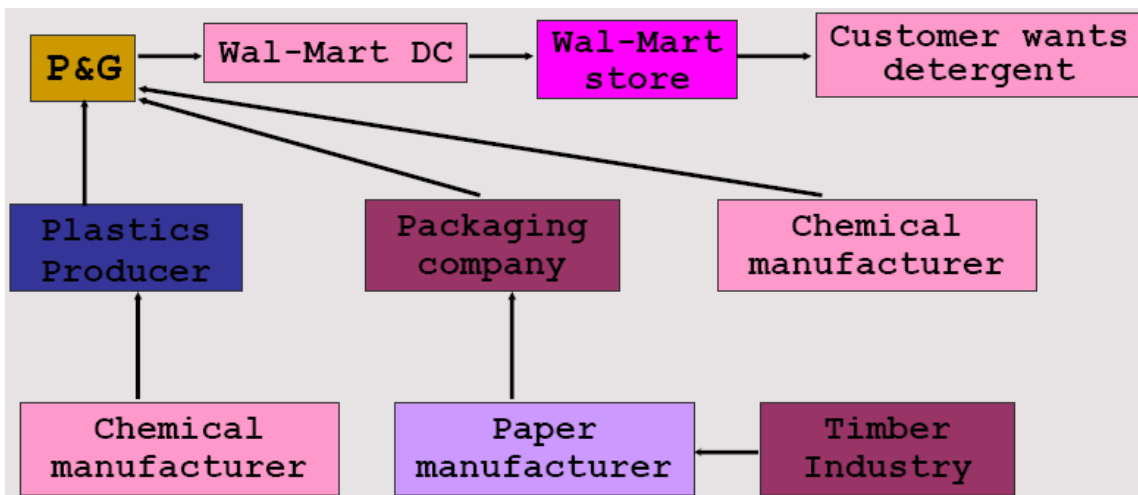 P&G
Wal-Mart DC
Wal-Mart
store
Customer wants
detergent
Plastics
Producer
Packaging
company
Chemical
manufacturer
Chemical
manufacturer
Paper
manufacturer
Timber
Industry